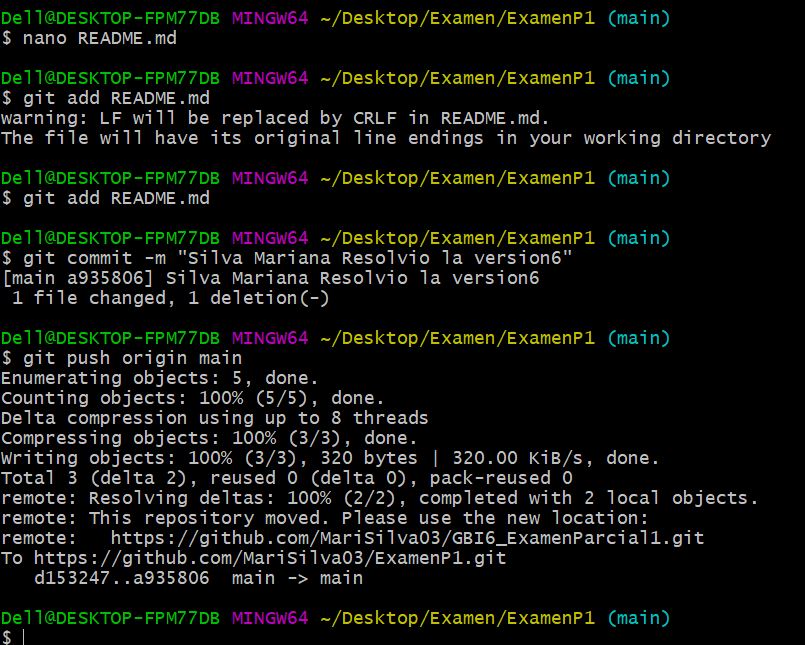 Dell@DESKTOP-FPM77DB MINGW64 ~/Desktop/Examen/ExamenP1 (main)
$ nano README.md
Dell@DESKTOP-FPM77DB MINGW64 ~/Desktop/Examen/ExamenP1 (main)
$ git add README.md
warning: LF will be replaced by CRLF in README.md.
The file will have its original line endings in your working directory
Dell@DESKTOP-FPM77DB MINGW64 ~/Desktop/Examen/ExamenP1 (main)
$ git add README.md
Dell@DESKTOP-FPM77DB MINGW64 ~/Desktop/Examen/ExamenP1 (main)
$ git commit -m "Silva Mariana Resolvio la version6"
[main a935806] Silva Mariana Resolvio la version6
 1 file changed, 1 deletion(-)
Dell@DESKTOP-FPM77DB MINGW64 ~/Desktop/Examen/ExamenP1 (main)
$ git push origin main
Enumerating objects: 5, done.
Counting objects: 100% (5/5), done.
Delta compression using up to 8 threads
Compressing objects: 100% (3/3), done.
Writing objects: 100% (3/3), 320 bytes | 320.00 KiB/s, done.
Total 3 (delta 2), reused 0 (delta 0), pack-reused 0
remote: Resolving deltas: 100% (2/2), completed with 2 local objects.
remote: This repository moved. Please use the new location:
remote:   https://github.com/MariSilva03/GBI6_ExamenParcial1.git
To https://github.com/MariSilva03/ExamenP1.git
   d153247..a935806  main -> main
Dell@DESKTOP-FPM77DB MINGW64 ~/Desktop/Examen/ExamenP1 (main)
$